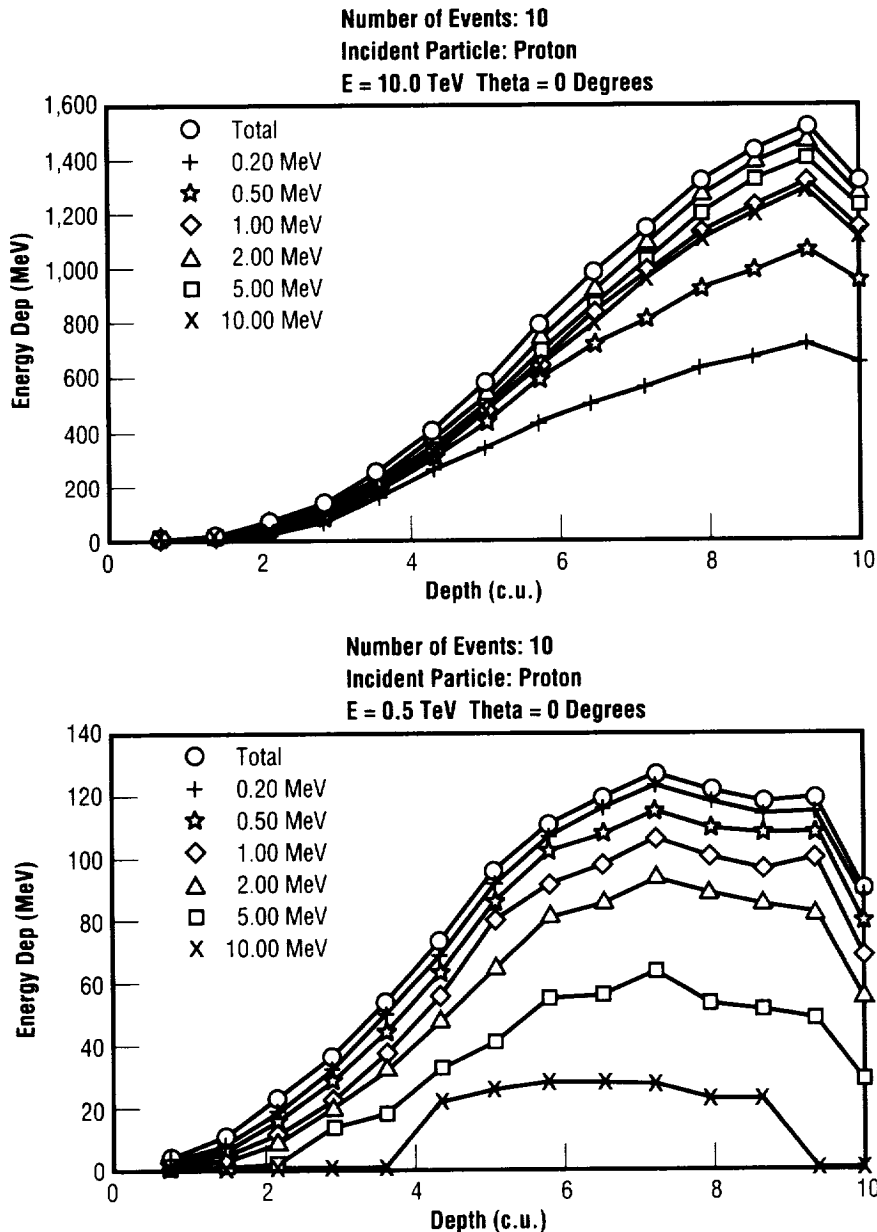 Number of Events: 10
Incident Particle: Proton
E = 10.0 TeV Theta = 0 Degrees
Energy Dep (MeV)
1,600
1,400
1,200
1,000
800
600
400
200
0
Total
0.20 MeV
0.50 MeV
1.00 MeV
2.00 MeV
5.00 MeV
10.00 MeV
0 2 4 6 8 10
Depth (c.u.)
Number of Events: 10
Incident Particle: Proton
E = 0.5 TeV Theta = 0 Degrees
Energy Dep (MeV)
140
120
100
80
60
40
20
0
Total
0.20 MeV
0.50 MeV
1.00 MeV
2.00 MeV
5.00 MeV
10.00 MeV
0 2 4 6 8 10
Depth (c.u.)